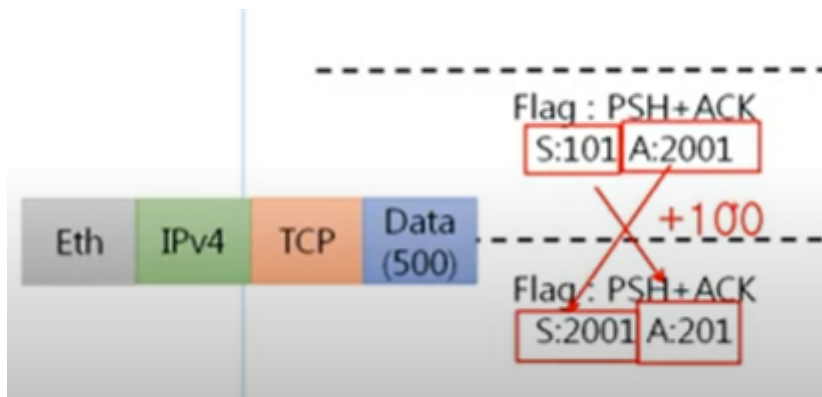 Flag : PSH+ACK
S:101 A:2001
+100
Eth IPv4 TCP Data
(500)
Flag : PSH+ACK
S:2001 A:201